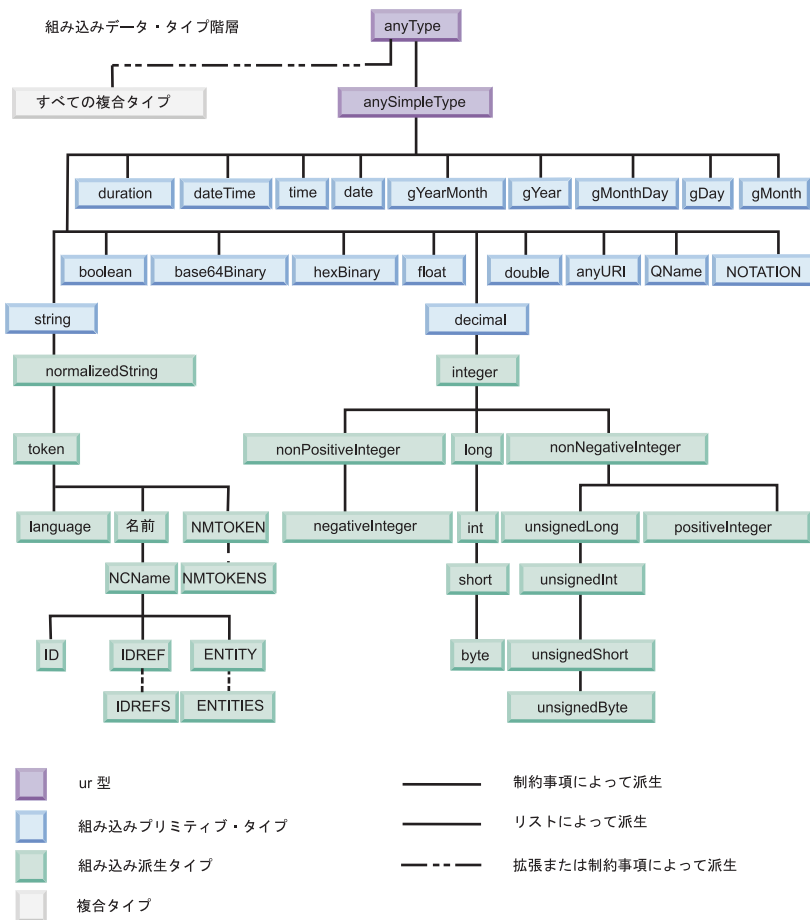 組み込みデータ・タイプ階層
anyType
すべての複合タイプ
anySimpleType
duration
dateTime
time
date
gYearMonth
gYear
gMonthDay
gDay
gMonth
boolean
base64Binary
hexBinary
float
double
anyURI
QName
NOTATION
string
decimal
normalizedString
integer
token
nonPositiveInteger
long
nonNegativeInteger
language
名前
NMTOKEN
negativeInteger
int
unsignedLong
positiveInteger
NCName
NMTOKENS
short
unsignedInt
ID
IDREF
ENTITY
byte
unsignedShort
IDREFS
ENTITIES
unsignedByte
ur 型
制約事項によって派生
組み込みプリミティブ・タイプ
リストによって派生
組み込み派生タイプ
拡張または制約事項によって派生
複合タイプ